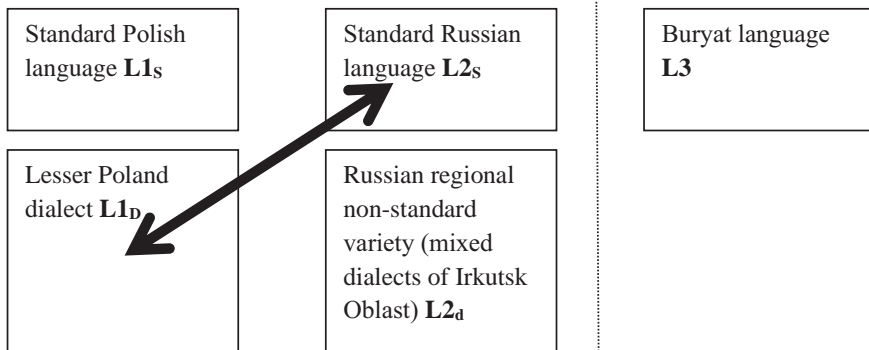 Standard Polish
language L1S
Standard Russian
language L2S
Buryat language
L3
Lesser Poland
dialect L1D
Russian regional
non-standard
variety (mixed
dialects of Irkutsk
Oblast) L2d